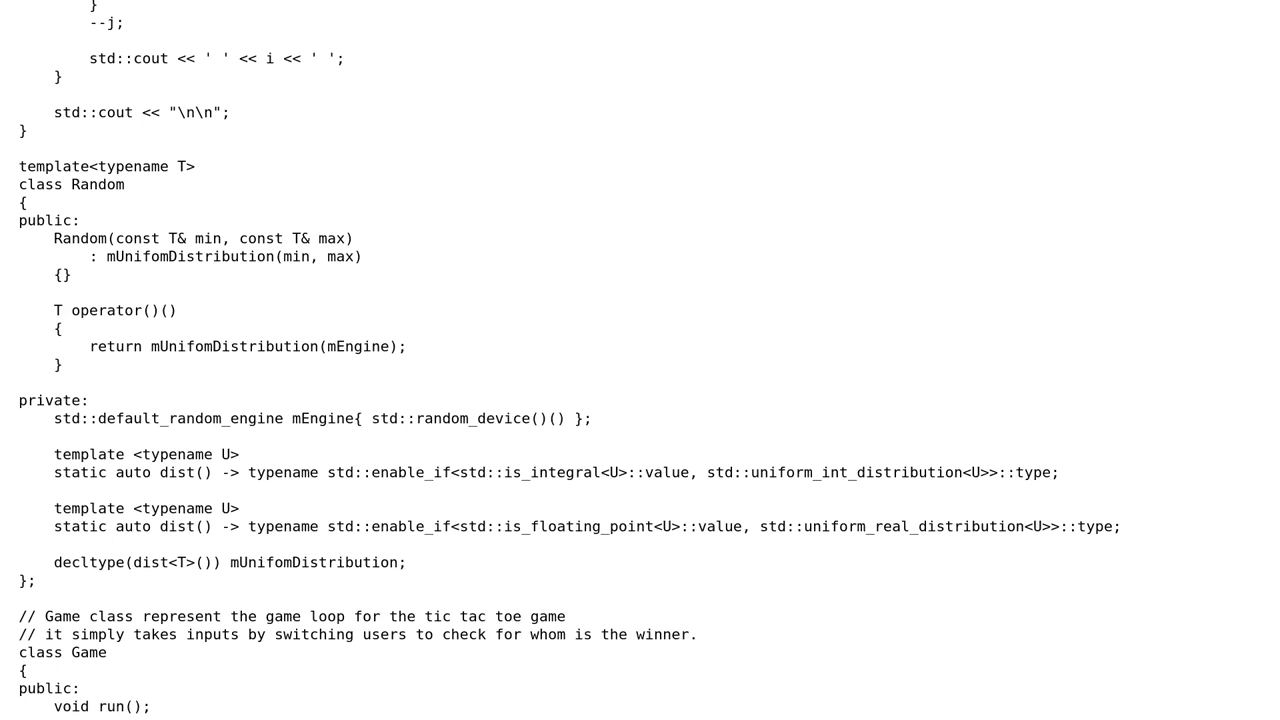 }
        --j;

        std::cout << ' ' << i << ' ';
    }

    std::cout << "\n\n";
}

template<typename T>
class Random
{
public:
    Random(const T& min, const T& max)
        : mUnifomDistribution(min, max)
    {}

    T operator()()
    {
        return mUnifomDistribution(mEngine);
    }

private:
    std::default_random_engine mEngine{ std::random_device()() };

    template <typename U>
    static auto dist() -> typename std::enable_if<std::is_integral<U>::value, std::uniform_int_distribution<U>>::type;

    template <typename U>
    static auto dist() -> typename std::enable_if<std::is_floating_point<U>::value, std::uniform_real_distribution<U>>::type;

    decltype(dist<T>()) mUnifomDistribution;
};

// Game class represent the game loop for the tic tac toe game
// it simply takes inputs by switching users to check for whom is the winner.
class Game
{
public:
    void run();